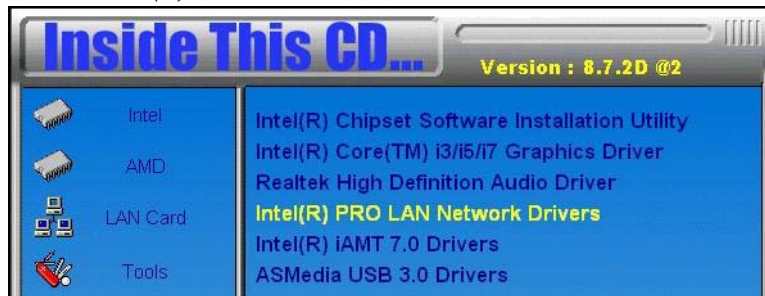 Inside This CD...
Version : 8.7.2D @2
Intel
AMD
LAN Card
Tools
Intel(R) Chipset Software Installation Utility
Intel(R) Core(TM) i3/i5/i7 Graphics Driver
Realtek High Definition Audio Driver
Intel(R) PRO LAN Network Drivers
Intel(R) iAMT 7.0 Drivers
ASMedia USB 3.0 Drivers